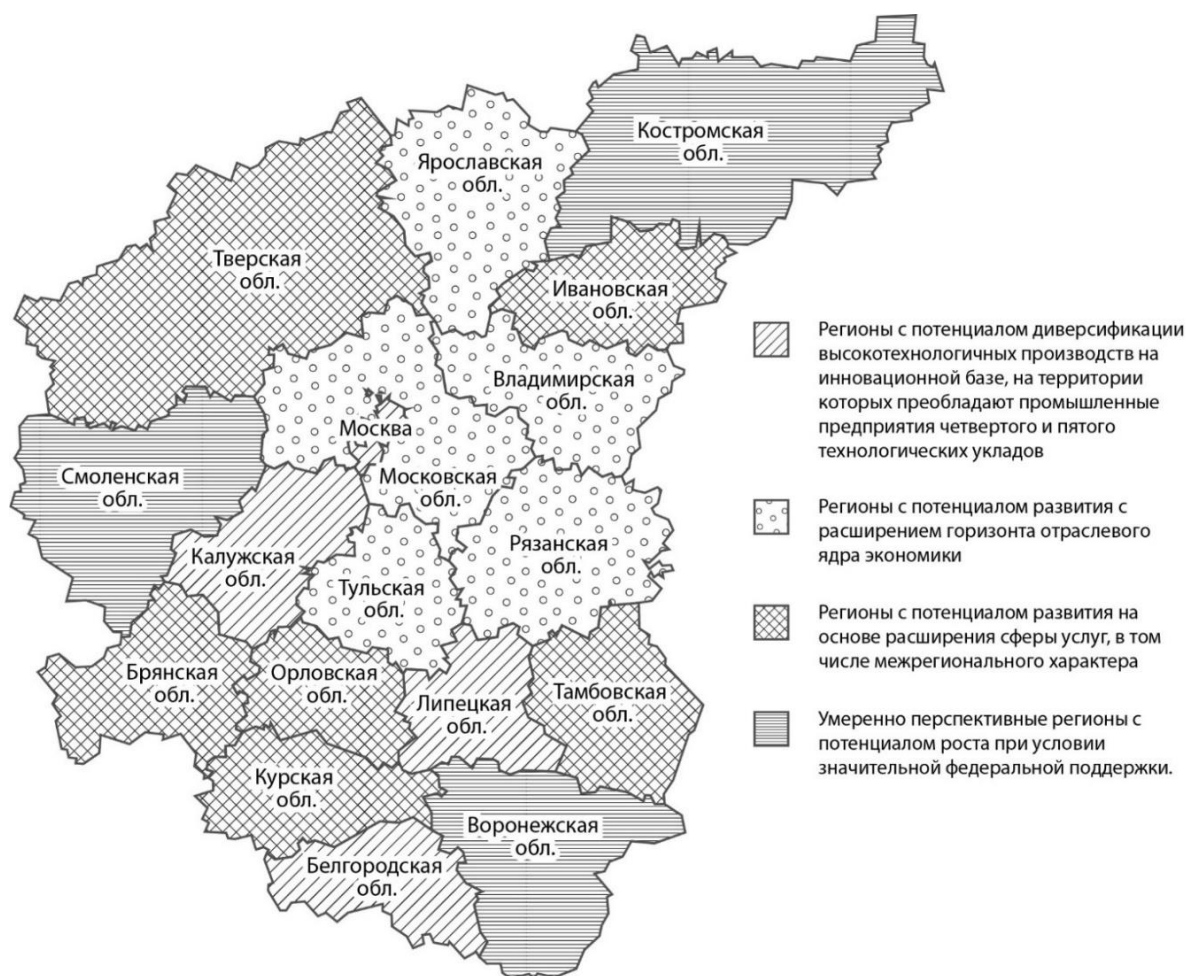 Костромская
обл.
Ярославская
обл.
Тверская
обл.
Ивановская
обл.
Владимирская
обл.
Москва
Смоленская
обл.
Московская
обл.
Калужская
обл.
Рязанская
обл.
Тульская
обл.
Брянская
обл.
Орловская
обл.
Липецкая
обл.
Тамбовская
обл.
Курская
обл.
Воронежская
обл.
Белгородская
обл.
Регионы с потенциалом диверсификации
высокотехнологичных производств на
инновационной базе, на территории
которых преобладают промышленные
предприятия четвертого и пятого
технологических укладов
Регионы с потенциалом развития с
расширением горизонта отраслевого
ядра экономики
Регионы с потенциалом развития на
основе расширения сферы услуг, в том
числе межрегионального характера
Умеренно перспективные регионы с
потенциалом роста при условии
значительной федеральной поддержки.